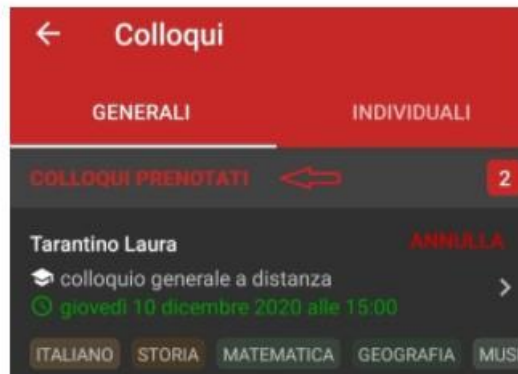 Colloqui
GENERALI INDIVIDUALI
COLLOQUI PRENOTATI 2
Tarantino Laura ANNULLA
colloquio generale a distanza
giovedì 10 dicembre 2020 alle 15:00
ITALIANO STORIA MATEMATICA GEOGRAFIA MUS